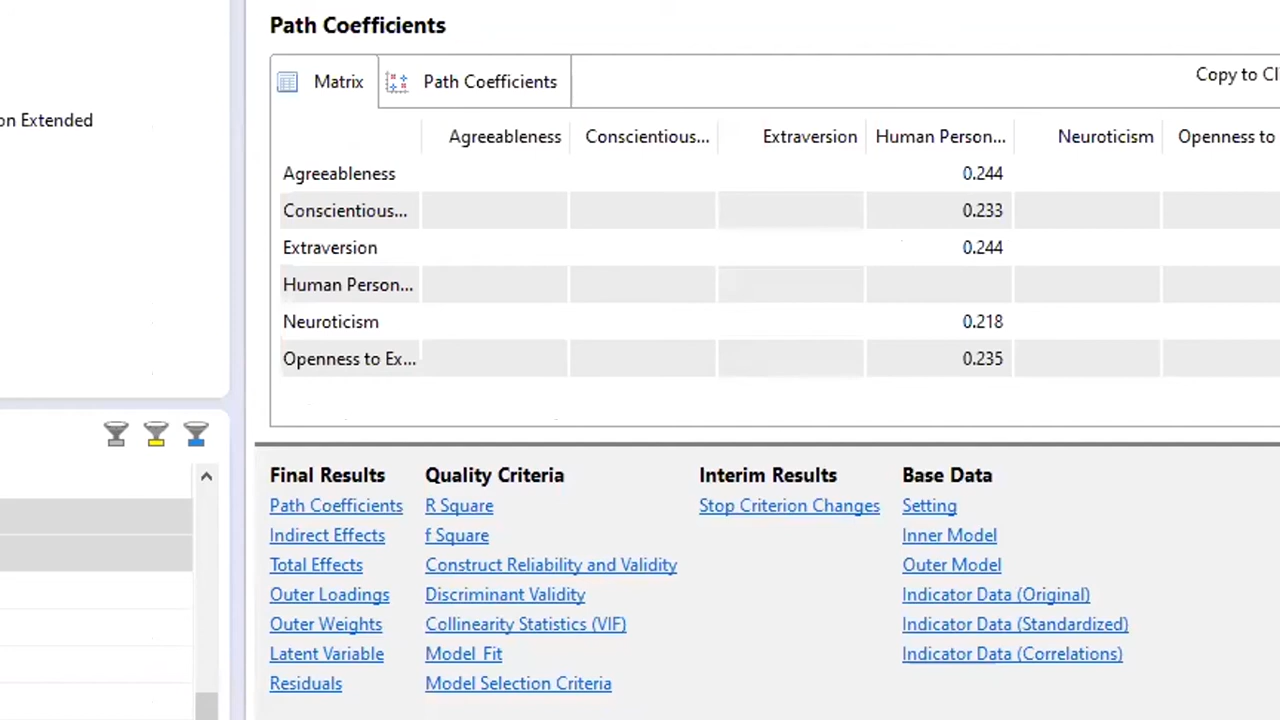 Path Coefficients
Matrix Path Coefficients Copy to Cl
on Extended
Agreeableness Conscientious... Extraversion Human Person... Neuroticism Openness to
Agreeableness 0.244
Conscientious... 0.233
Extraversion 0.244
Human Person...
Neuroticism 0.218
Openness to Ex... 0.235
Final Results Quality Criteria Interim Results Base Data
Path Coefficients R Square Stop Criterion Changes Setting
Indirect Effects f Square Inner Model
Total Effects Construct Reliability and Validity Outer Model
Outer Loadings Discriminant Validity Indicator Data (Original)
Outer Weights Collinearity Statistics (VIF) Indicator Data (Standardized)
Latent Variable Model_Fit Indicator Data (Correlations)
Residuals Model Selection Criteria